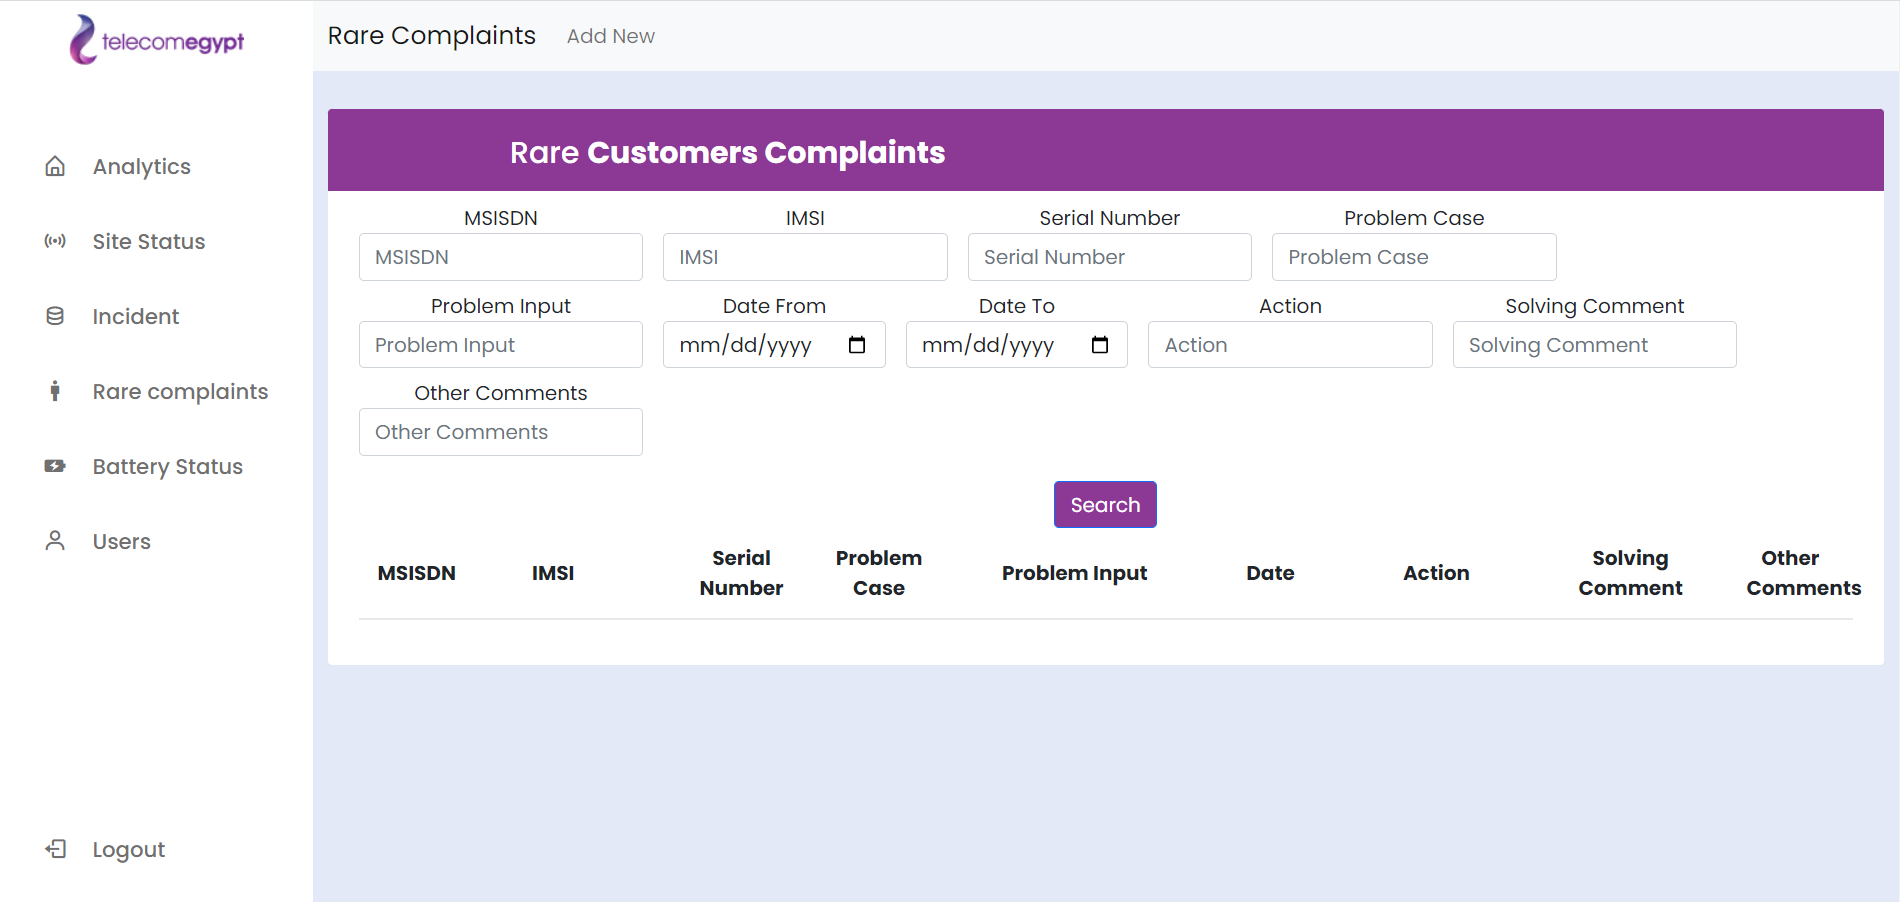 telecomegypt
Rare Complaints Add New
Analytics
Site Status
Incident
Rare complaints
Battery Status
Users
Logout
Rare Customers Complaints
MSISDN IMSI Serial Number Problem Case
MSISDN IMSI Serial Number Problem Case
Problem Input Date From Date To Action Solving Comment
Problem Input mm/dd/yyyy mm/dd/yyyy Action Solving Comment
Other Comments
Other Comments
Search
MSISDN IMSI Serial Number Problem Case Problem Input Date Action Solving Comment Other Comments